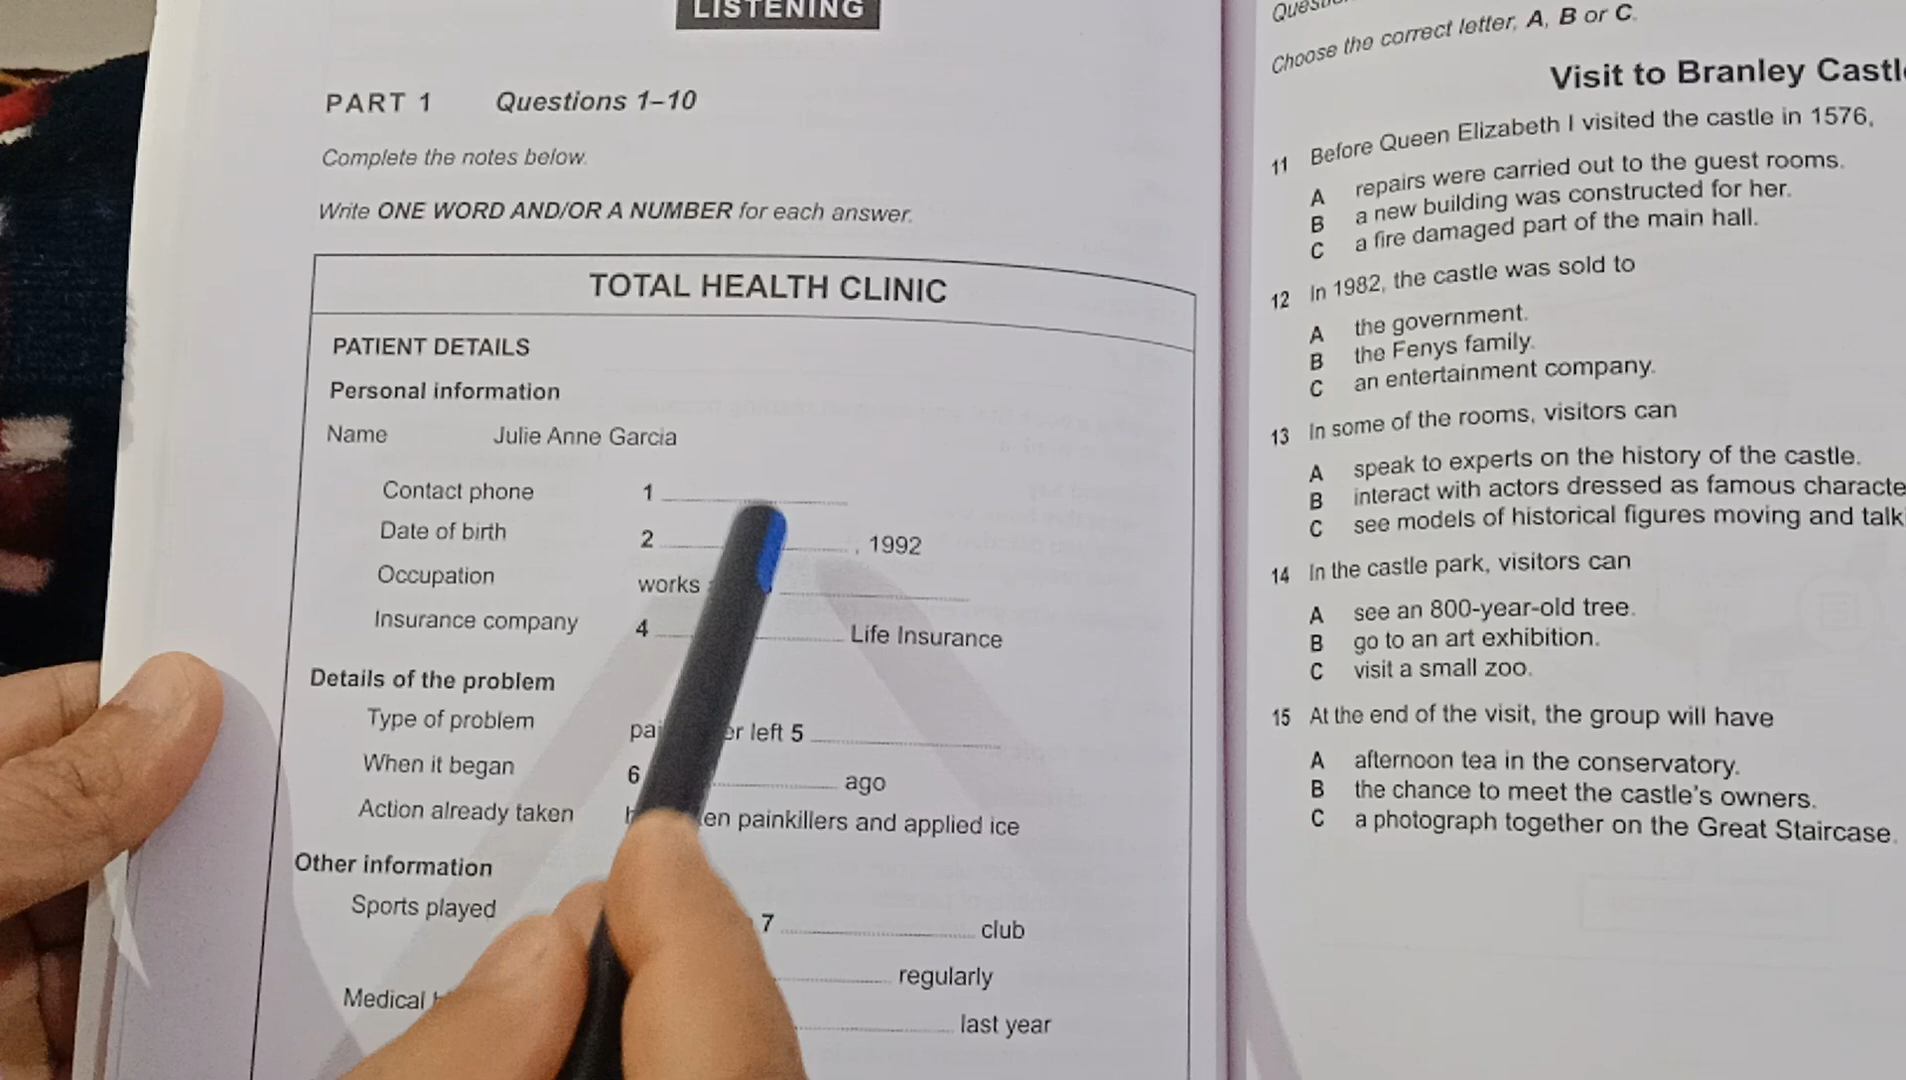 LISTENING
PART 1 Questions 1–10
Complete the notes below.
Write ONE WORD AND/OR A NUMBER for each answer.
TOTAL HEALTH CLINIC
PATIENT DETAILS
Personal information
Name Julie Anne Garcia
Contact phone 1
Date of birth 2 , 1992
Occupation works
Insurance company 4 Life Insurance
Details of the problem
Type of problem left 5
When it began 6 ago
Action already taken painkillers and applied ice
Other information
Sports played 7 club
regularly
Medical
last year
Choose the correct letter, A, B or C.
Visit to Branley
11 Before Queen Elizabeth I visited the castle in 1576,
A repairs were carried out to the guest rooms.
B a new building was constructed for her.
C a fire damaged part of the main hall.
12 In 1982, the castle was sold to
A the government.
B the Fenys family.
C an entertainment company.
13 In some of the rooms, visitors can
A speak to experts on the history of the castle.
B interact with actors dressed as famous
C see models of historical figures moving and
14 In the castle park, visitors can
A see an 800-year-old tree.
B go to an art exhibition.
C visit a small zoo.
15 At the end of the visit, the group will have
A afternoon tea in the conservatory.
B the chance to meet the castle's owners.
C a photograph together on the Great Staircase.